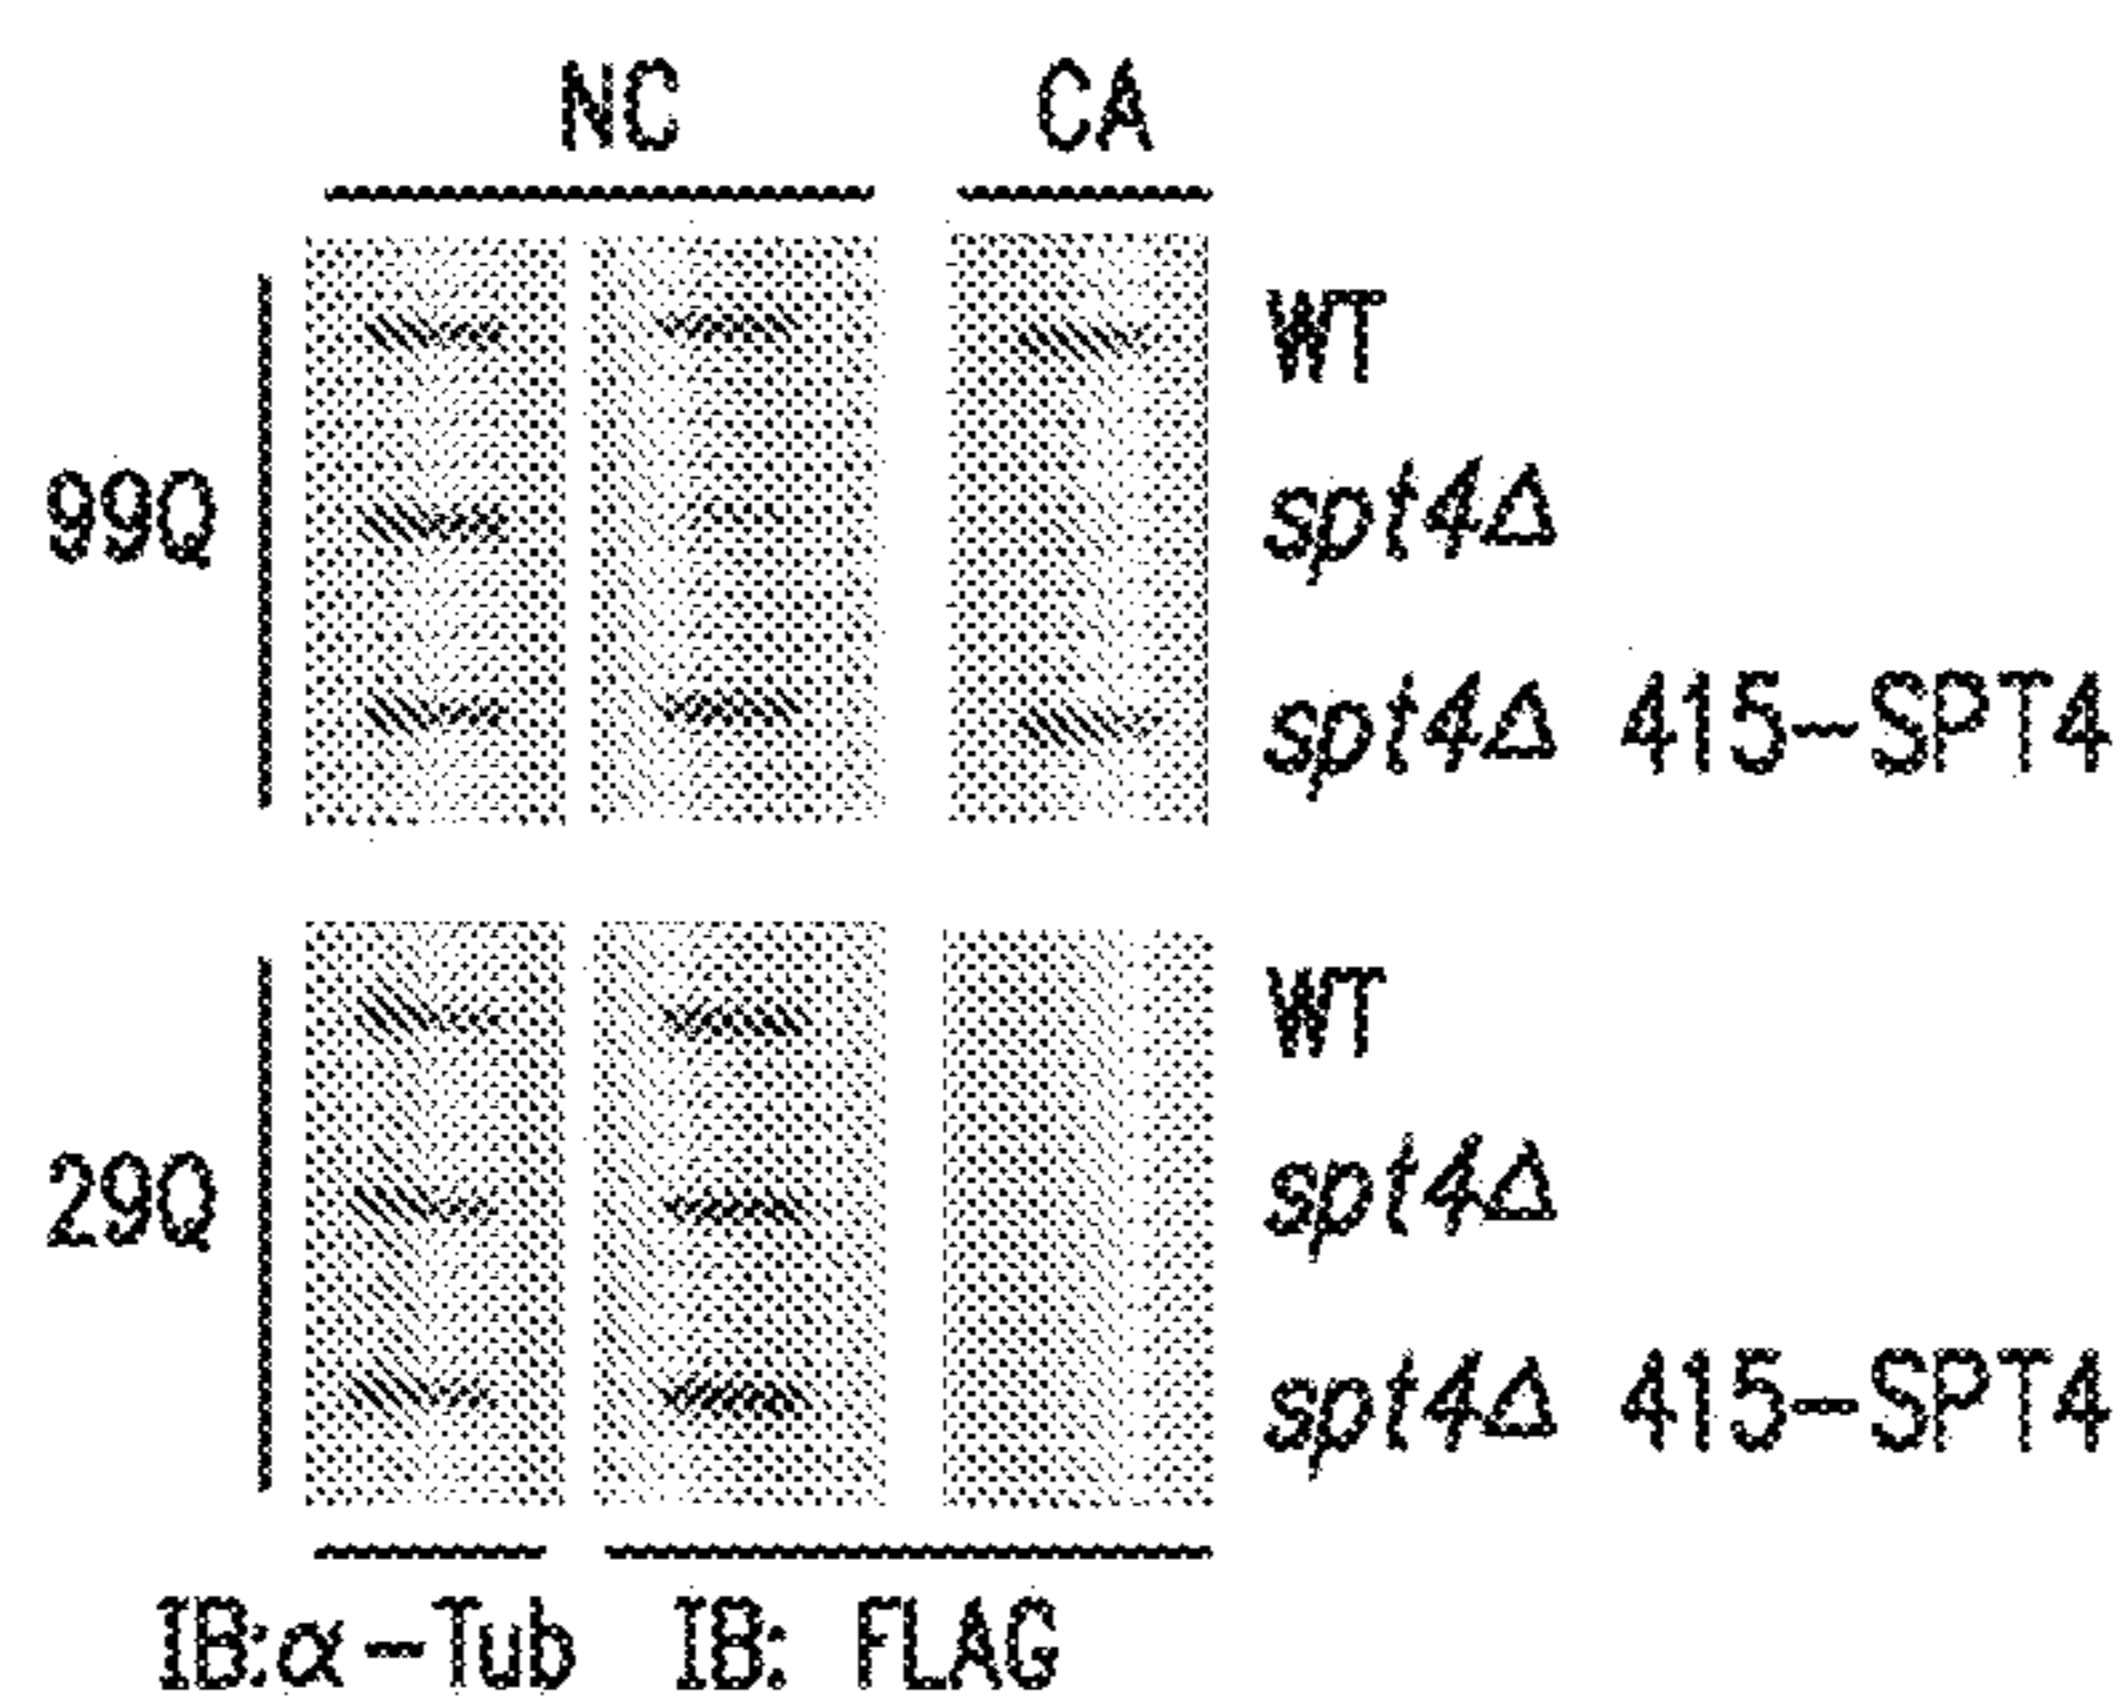 NC CA
WT
99Q spt4Δ
spt4Δ 415-SPT4
WT
29Q spt4Δ
spt4Δ 415-SPT4
IB:α-Tub IB: FLAG